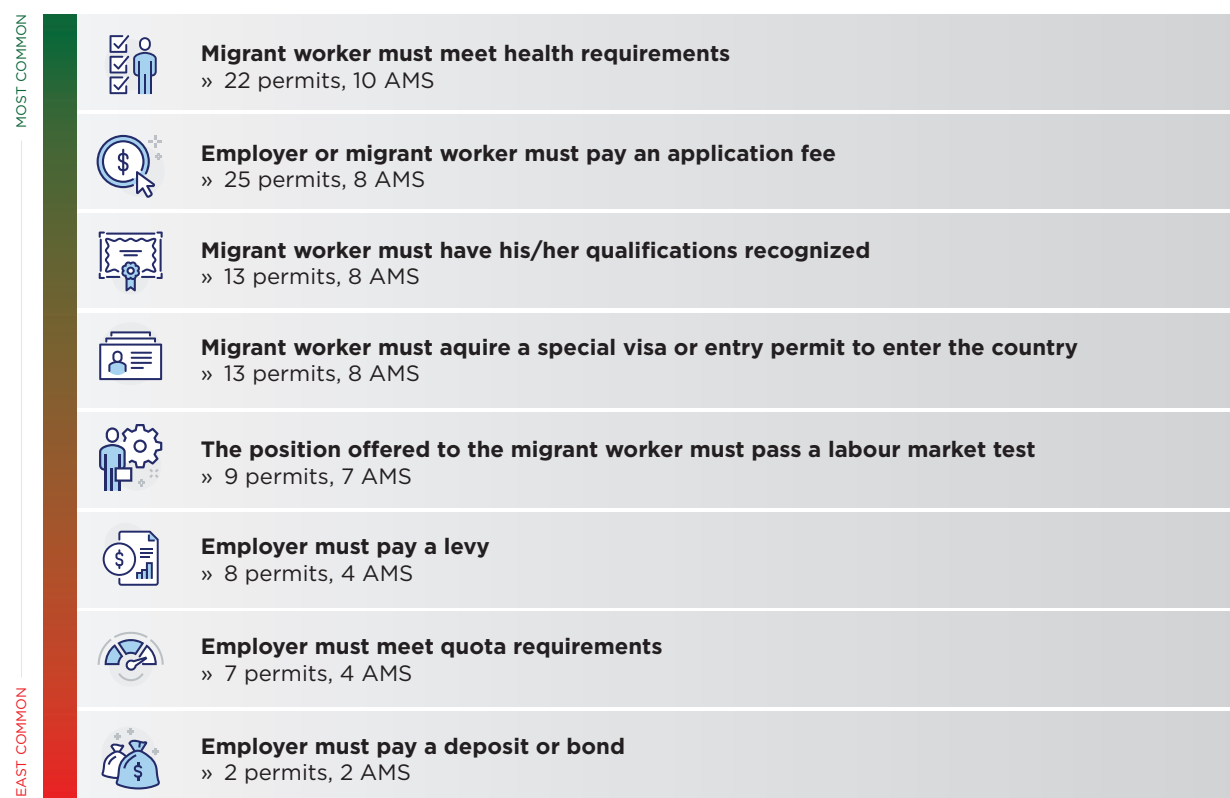 MOST COMMON
Migrant worker must meet health requirements
» 22 permits, 10 AMS
$
Employer or migrant worker must pay an application fee
» 25 permits, 8 AMS
Migrant worker must have his/her qualifications recognized
» 13 permits, 8 AMS
Migrant worker must aquire a special visa or entry permit to enter the country
» 13 permits, 8 AMS
The position offered to the migrant worker must pass a labour market test
» 9 permits, 7 AMS
$
Employer must pay a levy
» 8 permits, 4 AMS
Employer must meet quota requirements
» 7 permits, 4 AMS
$
Employer must pay a deposit or bond
» 2 permits, 2 AMS
EAST COMMON